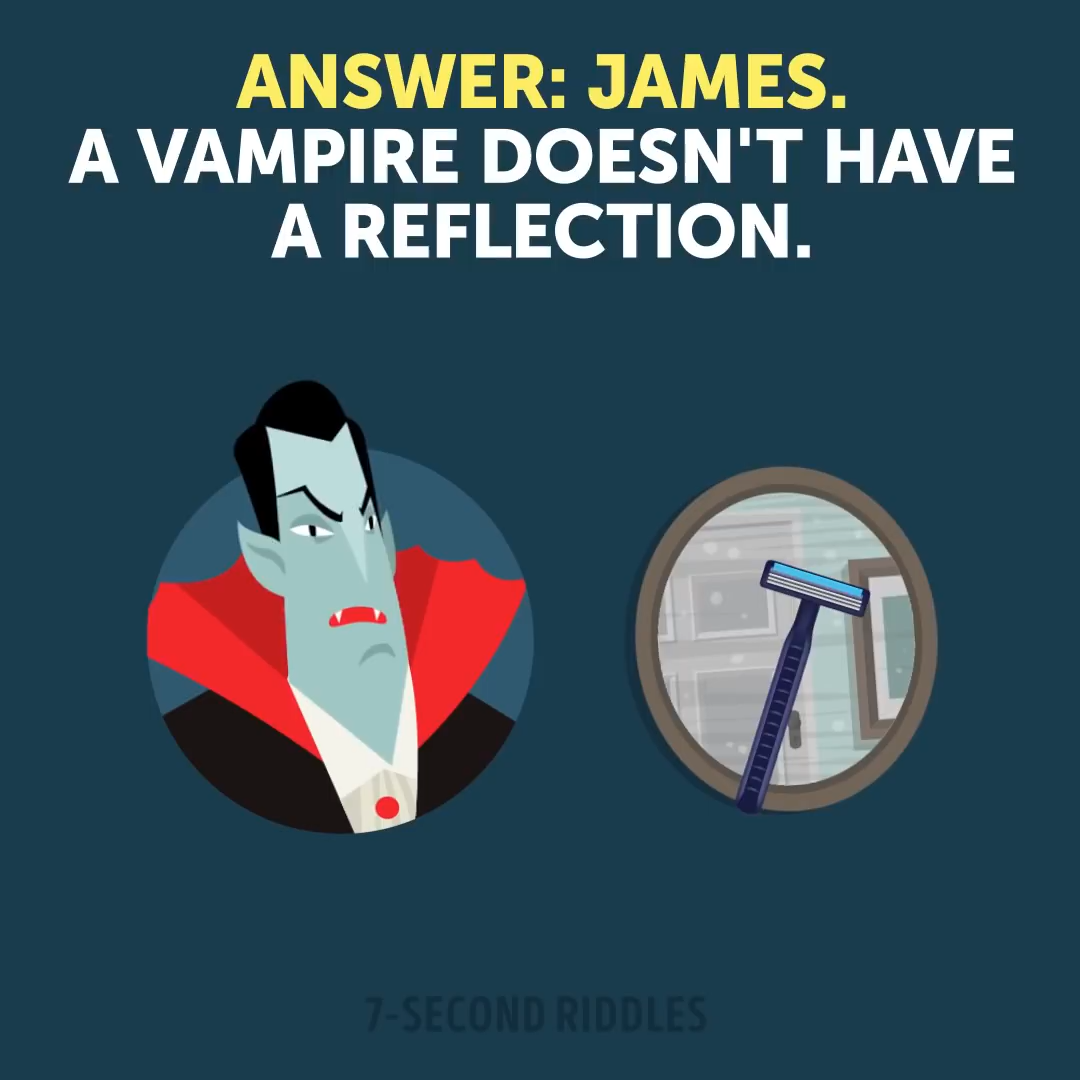 ANSWER: JAMES.
A VAMPIRE DOESN'T HAVE
A REFLECTION.
7-SECOND RIDDLES